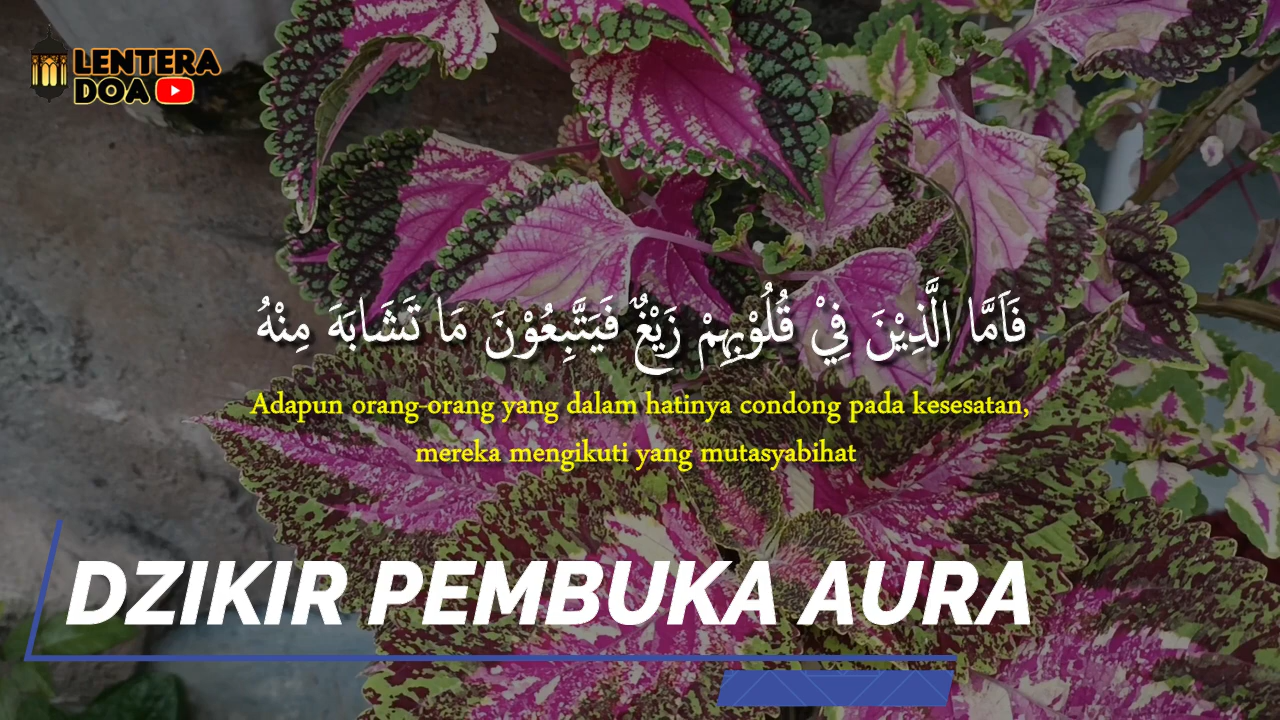 LENTERA
DOA
فَاَمَّا الَّذِيْنَ فِيْ قُلُوْبِهِمْ زَيْغٌ فَيَتَّبِعُوْنَ مَا تَشَابَهَ مِنْهُ
Adapun orang-orang yang dalam hatinya condong pada kesesatan,
mereka mengikuti yang mutasyabihat
DZIKIR PEMBUKA AURA